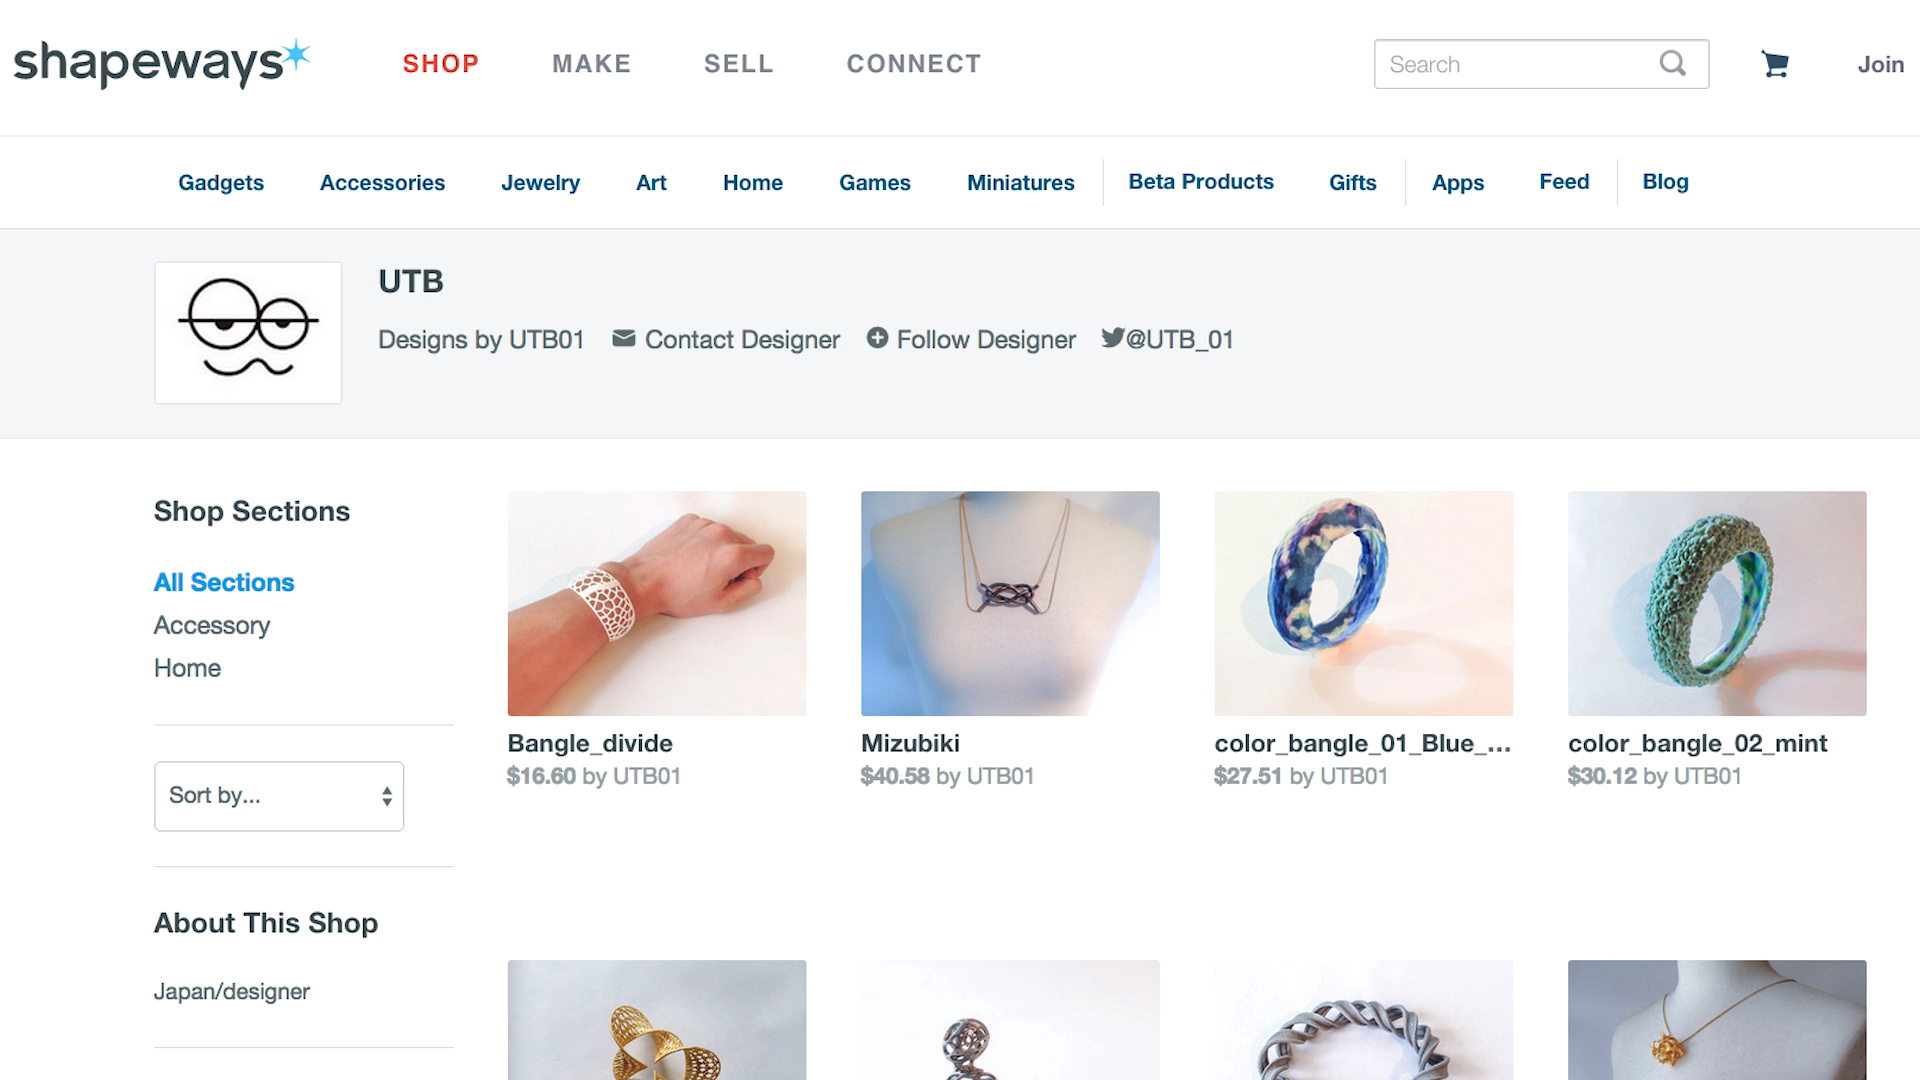 shapeways
SHOP MAKE SELL CONNECT
Search
Join
Gadgets Accessories Jewelry Art Home Games Miniatures Beta Products Gifts Apps Feed Blog
UTB
Designs by UTB01 Contact Designer Follow Designer @UTB_01
Shop Sections
All Sections
Accessory
Home
Sort by...
About This Shop
Japan/designer
Bangle_divide
$16.60 by UTB01
Mizubiki
$40.58 by UTB01
color_bangle_01_Blue_...
$27.51 by UTB01
color_bangle_02_mint
$30.12 by UTB01